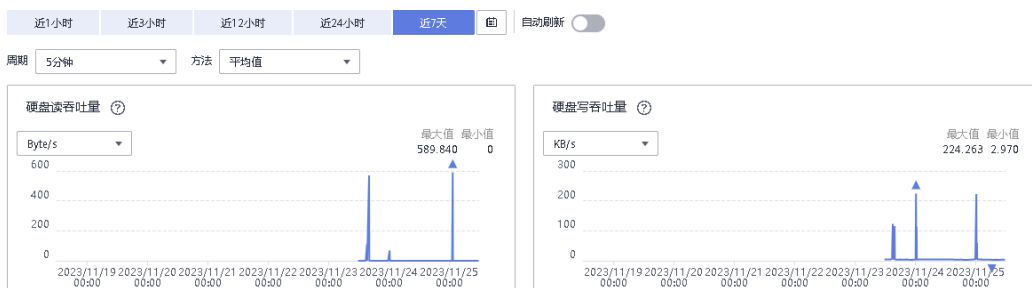 近1小时 近3小时 近12小时 近24小时 近7天 自动刷新
周期 5分钟 方法 平均值
硬盘读吞吐量 ?
Byte/s
最大值 最小值
589.840 0
600
400
200
0
2023/11/19 2023/11/20 2023/11/21 2023/11/22 2023/11/23 2023/11/24 2023/11/25
00:00 00:00 00:00 00:00 00:00 00:00 00:00
硬盘写吞吐量 ?
KB/s
最大值 最小值
224.263 2.970
300
200
100
0
2023/11/19 2023/11/20 2023/11/21 2023/11/22 2023/11/23 2023/11/24 2023/11/25
00:00 00:00 00:00 00:00 00:00 00:00 00:00